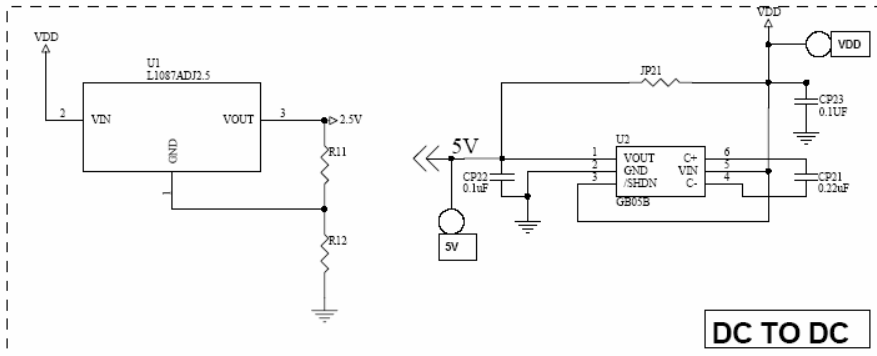 VDD
U1
L1087ADJ2.5
2 VIN VOUT 3 2.5V
GND
1
R11
R12
VDD
VDD
JP21
CP23
0.1UF
5V
U2
1 VOUT C+ 6
2 GND VIN 5
3 /SHDN C- 4
GB05B
CP22
0.1uF
CP21
0.22uF
5V
DC TO DC